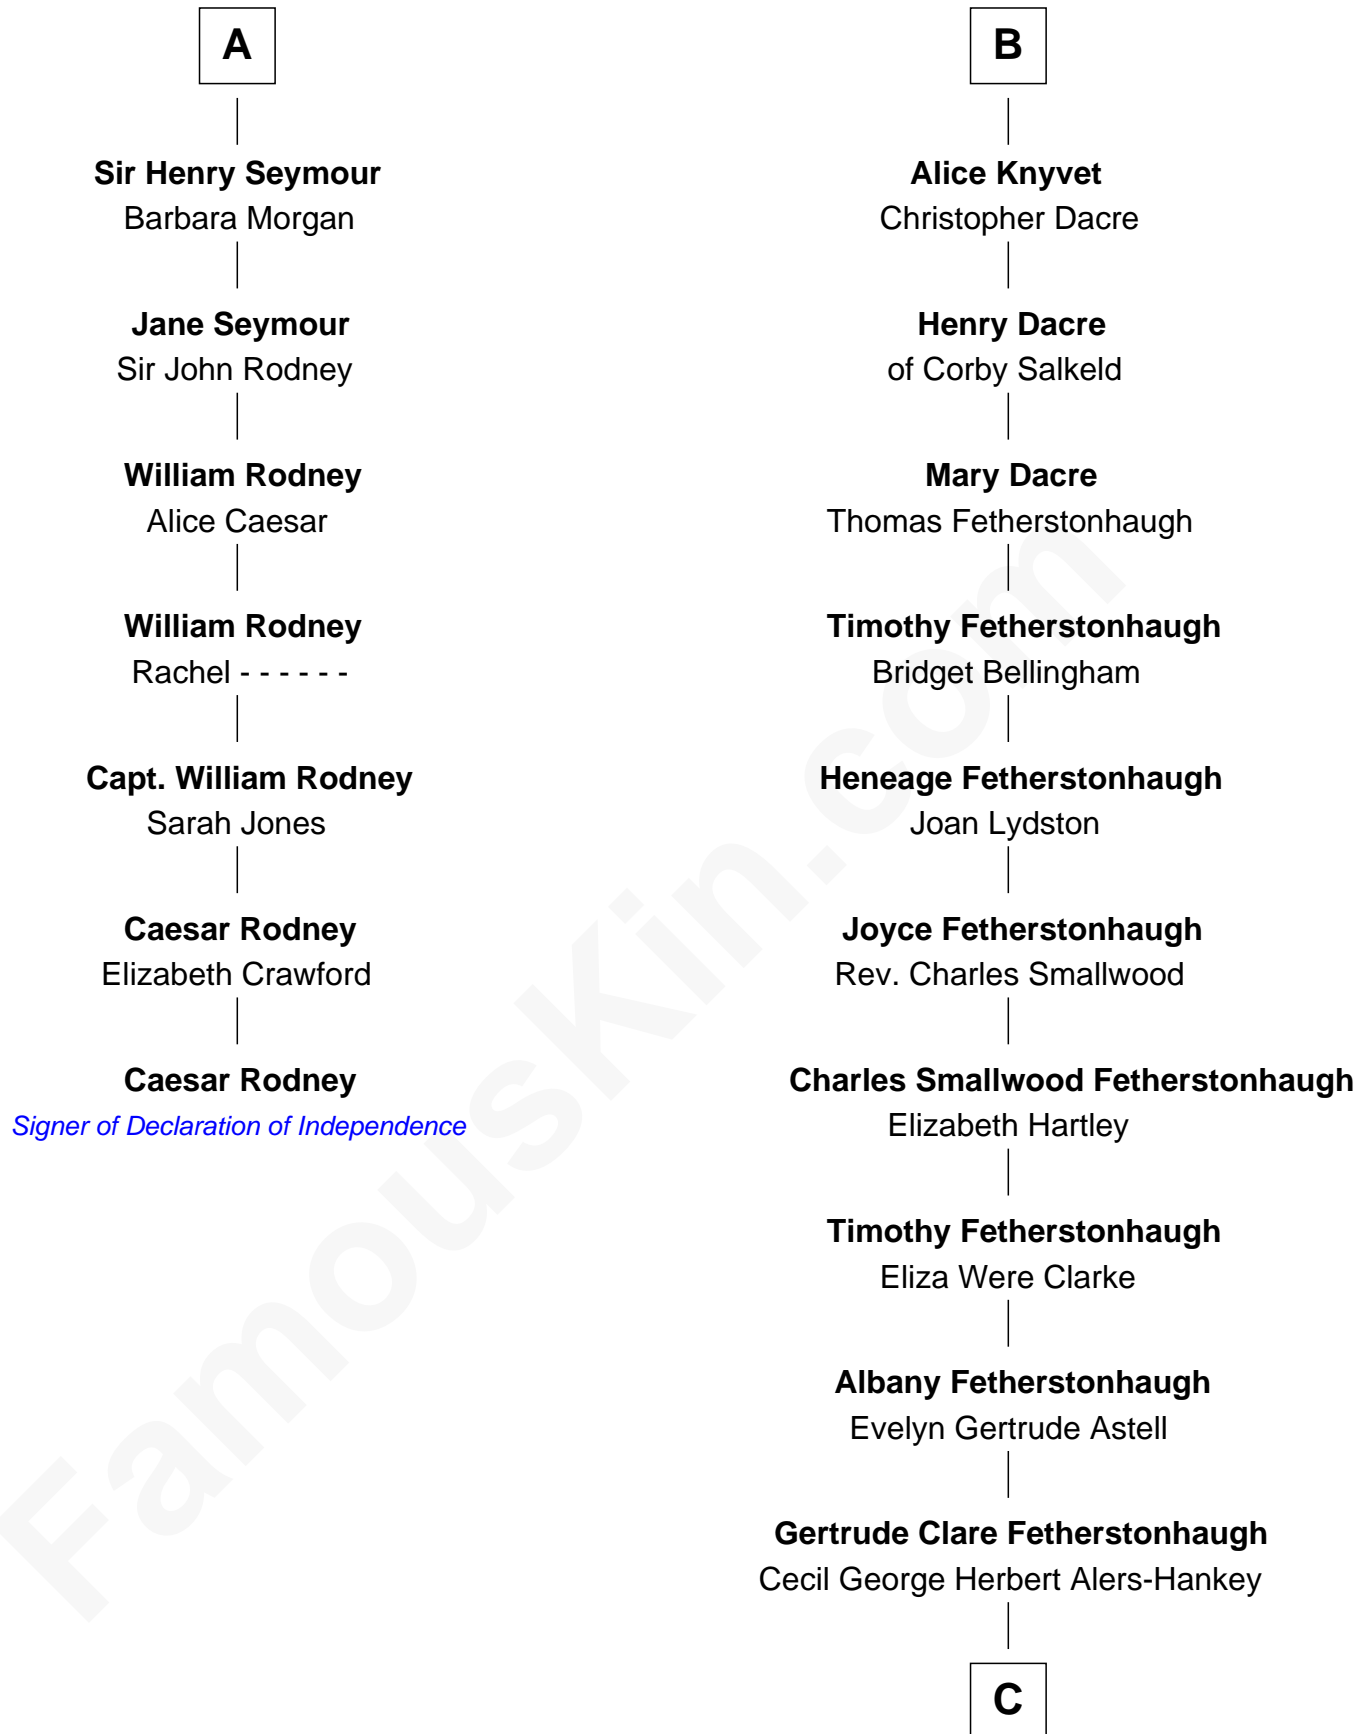 A
Sir Henry Seymour
Barbara Morgan
Jane Seymour
Sir John Rodney
William Rodney
Alice Caesar
William Rodney
Rachel - - - - - -
Capt. William Rodney
Sarah Jones
Caesar Rodney
Elizabeth Crawford
Caesar Rodney
Signer of Declaration of Independence
B
Alice Knyvet
Christopher Dacre
Henry Dacre
of Corby Salkeld
Mary Dacre
Thomas Fetherstonhaugh
Timothy Fetherstonhaugh
Bridget Bellingham
Heneage Fetherstonhaugh
Joan Lydston
Joyce Fetherstonhaugh
Rev. Charles Smallwood
Charles Smallwood Fetherstonhaugh
Elizabeth Hartley
Timothy Fetherstonhaugh
Eliza Were Clarke
Albany Fetherstonhaugh
Evelyn Gertrude Astell
Gertrude Clare Fetherstonhaugh
Cecil George Herbert Alers-Hankey
C
FamousKin.com